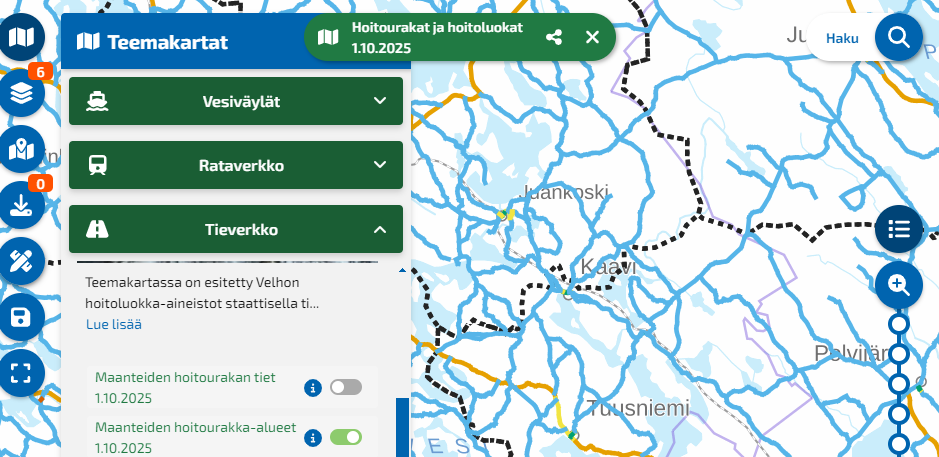 Teemakartat
Hoitourakat ja hoitoluokat
1.10.2025
Haku
6
0
Vesiväylät
Rataverkko
Tieverkko
Teemakartassa on esitetty Velhon
hoitoluokka-aineistot staattisella ti...
Lue lisää
Maanteiden hoitourakan tiet
1.10.2025
Maanteiden hoitourakka-alueet
1.10.2025
Juankoski
Kaavi
Tuusniemi